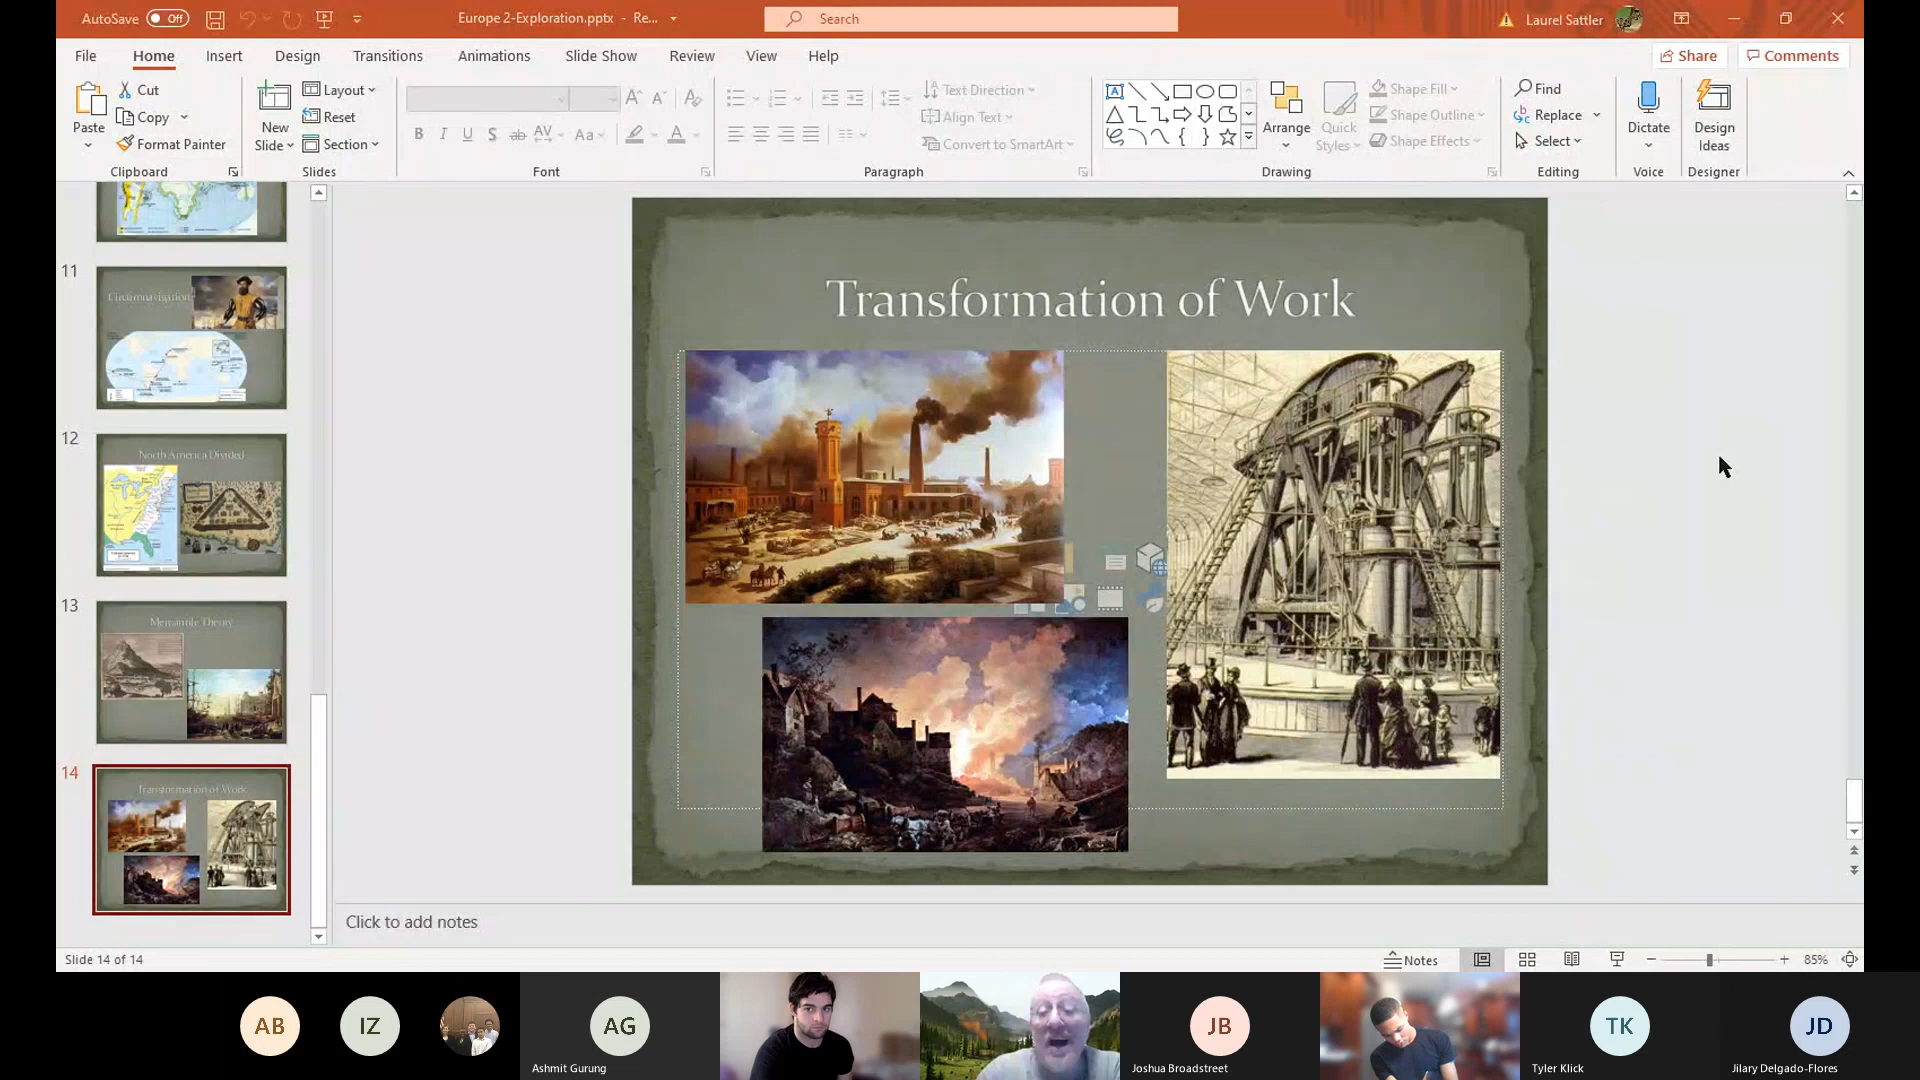 AutoSave Off Europe 2-Exploration.pptx - Re... Search Laurel Sattler
File Home Insert Design Transitions Animations Slide Show Review View Help Share Comments
Paste
Cut
Copy
Format Painter
Clipboard
New
Slide
Layout
Reset
Section
Slides
B I U S ab AV Aa A
Font
Text Direction
Align Text
Convert to SmartArt
Paragraph
Arrange
Quick
Styles
Shape Fill
Shape Outline
Shape Effects
Drawing
Find
Replace
Select
Editing
Dictate
Voice
Design
Ideas
Designer
11
Circumnavigation
12
North America Divided
13
Mercantile Theory
14
Transformation of Work
Transformation of Work
Click to add notes
Slide 14 of 14 Notes 85%
AB IZ AG JB TK JD
Ashmit Gurung Joshua Broadstreet Tyler Klick Jilary Delgado-Flores